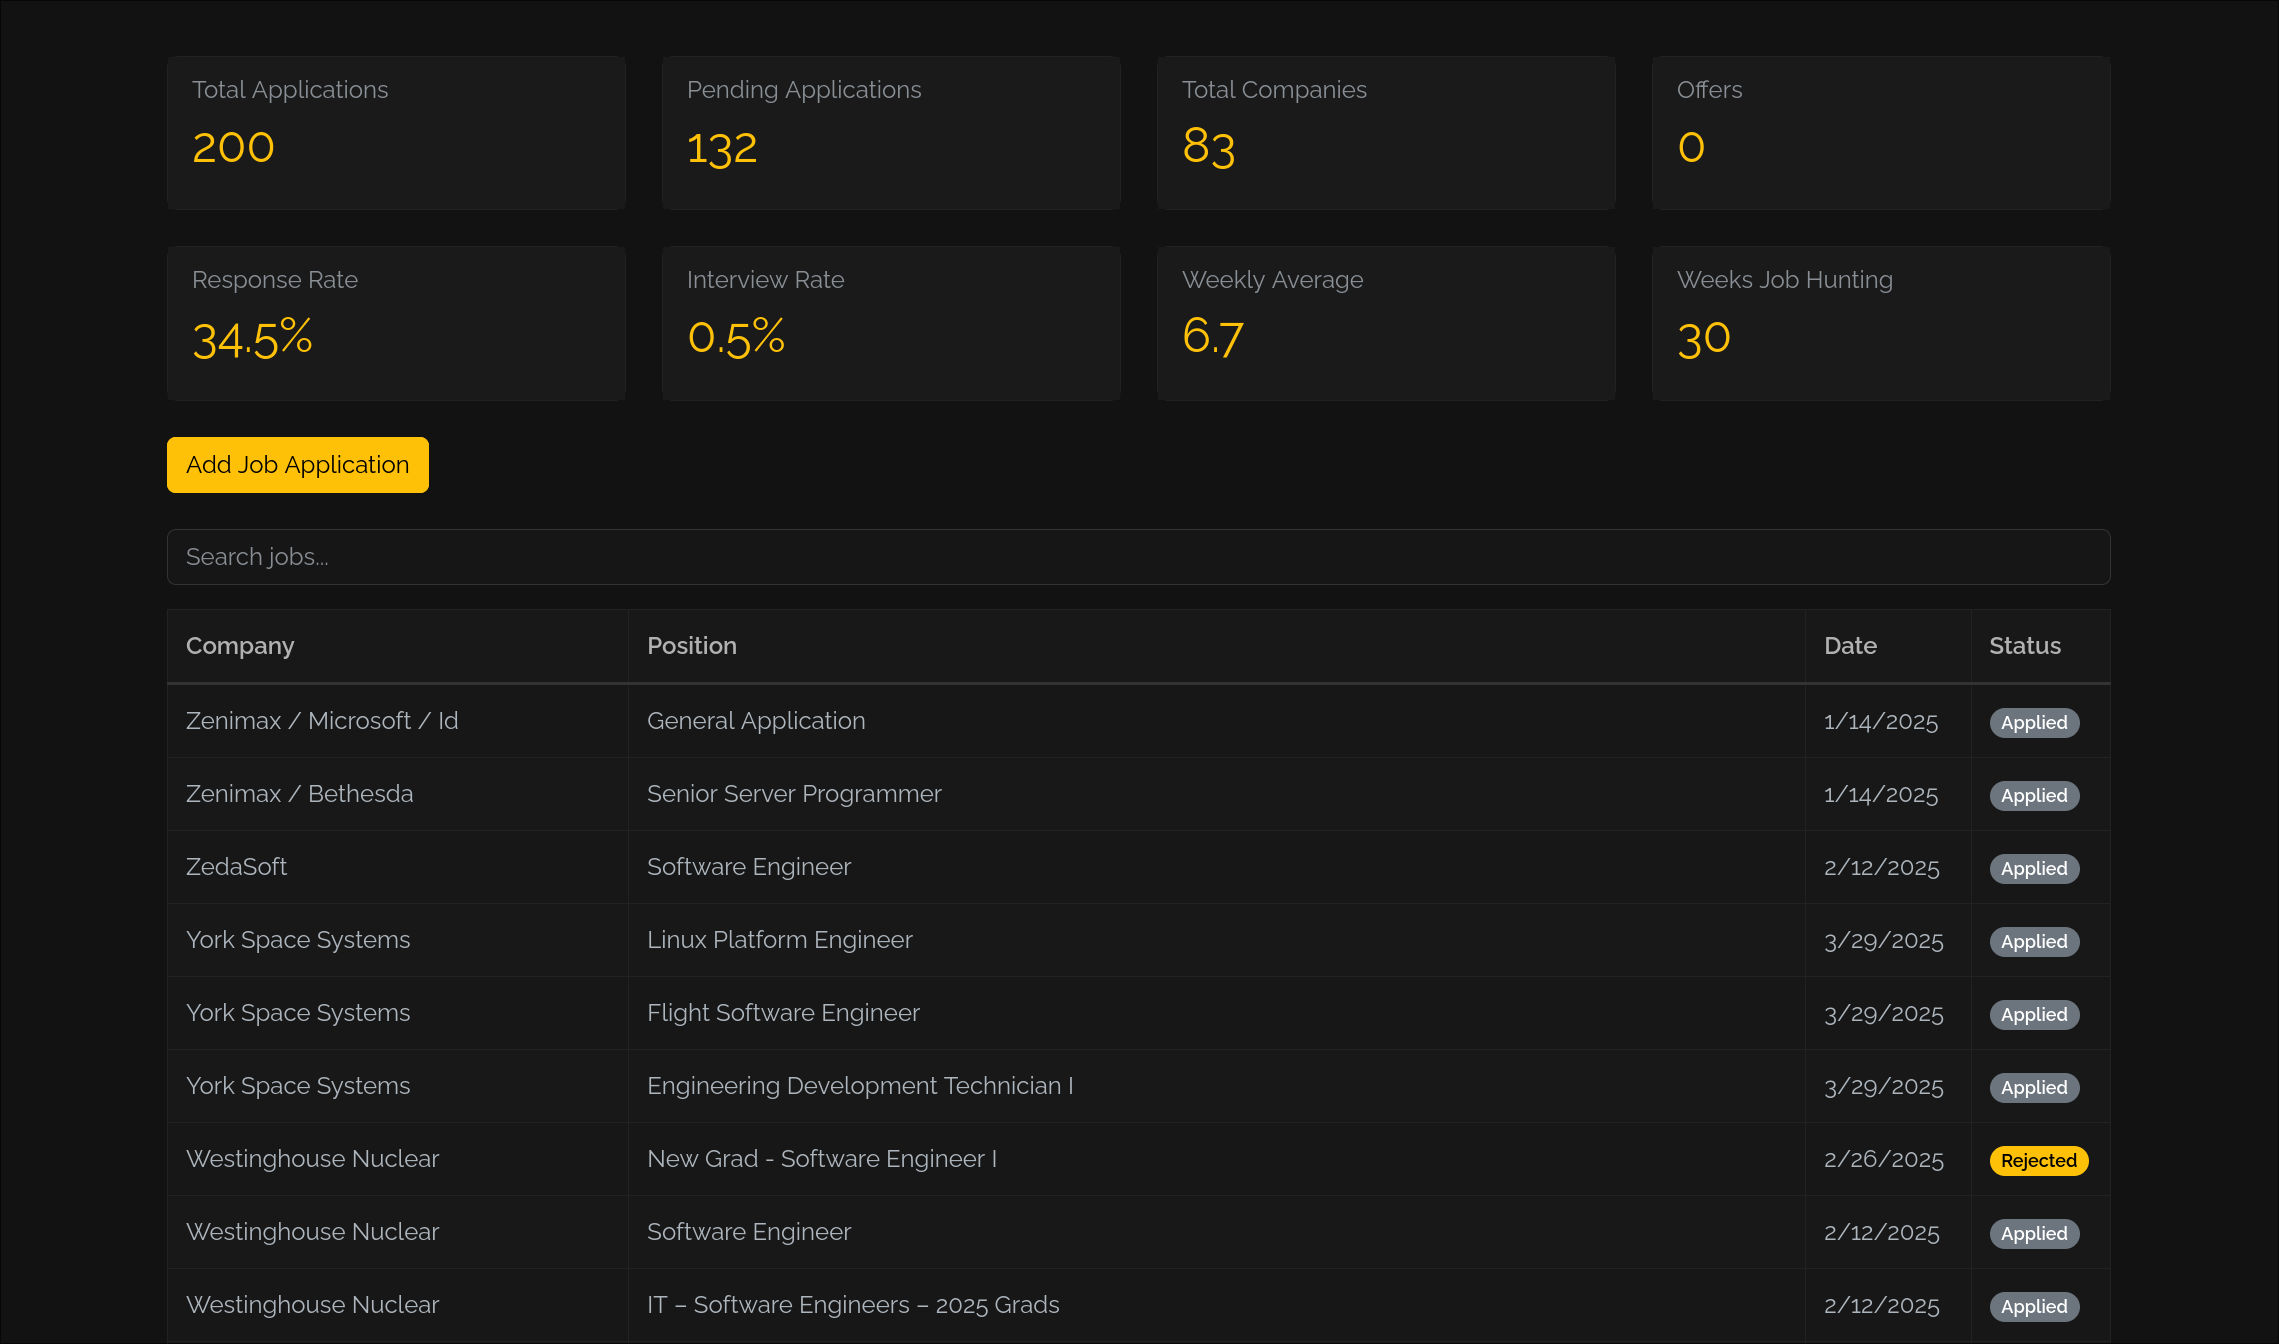 Total Applications
200
Pending Applications
132
Total Companies
83
Offers
0
Response Rate
34.5%
Interview Rate
0.5%
Weekly Average
6.7
Weeks Job Hunting
30
Add Job Application
Search jobs...
Company Position Date Status
Zenimax / Microsoft / Id General Application 1/14/2025 Applied
Zenimax / Bethesda Senior Server Programmer 1/14/2025 Applied
ZedaSoft Software Engineer 2/12/2025 Applied
York Space Systems Linux Platform Engineer 3/29/2025 Applied
York Space Systems Flight Software Engineer 3/29/2025 Applied
York Space Systems Engineering Development Technician I 3/29/2025 Applied
Westinghouse Nuclear New Grad - Software Engineer I 2/26/2025 Rejected
Westinghouse Nuclear Software Engineer 2/12/2025 Applied
Westinghouse Nuclear IT – Software Engineers – 2025 Grads 2/12/2025 Applied